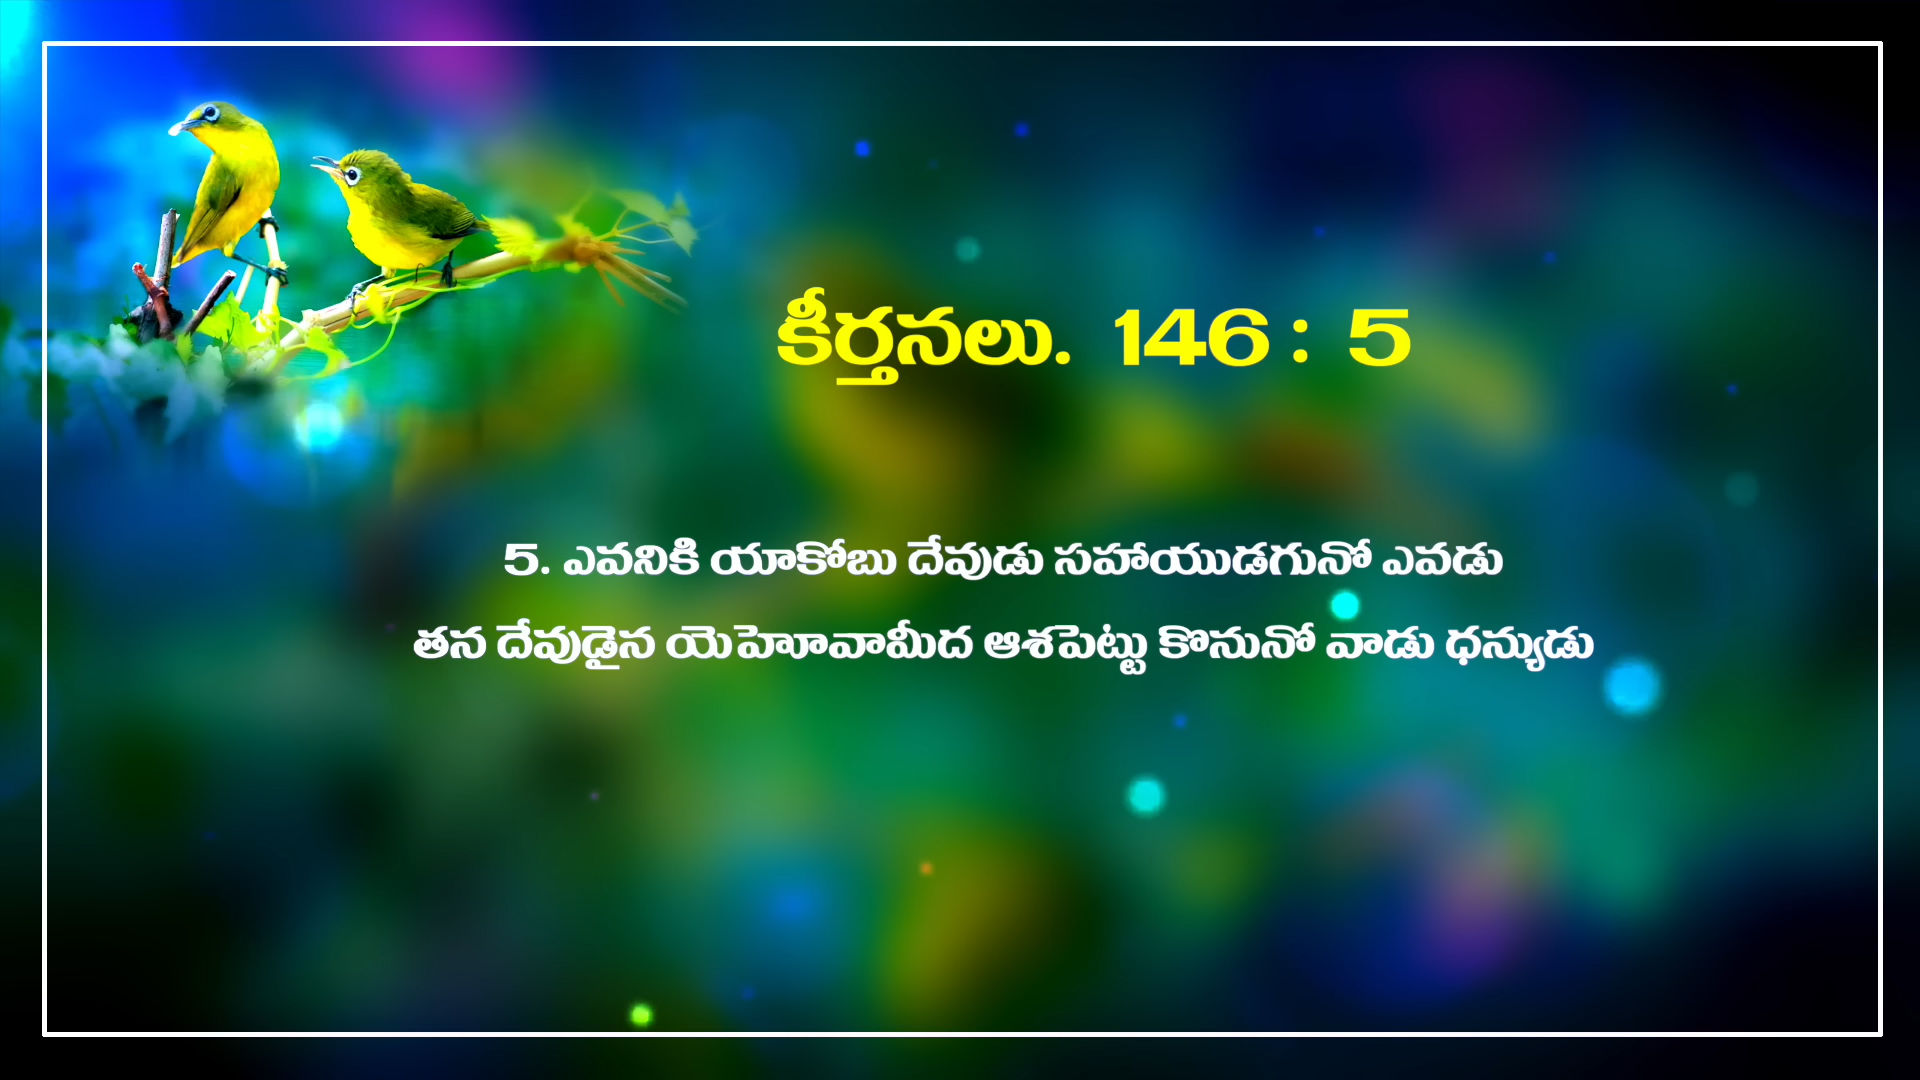 కీర్తనలు. 146 : 5
5. ఎవనికి యాకోబు దేవుడు సహాయుడగునో ఎవడు
తన దేవుడైన యెహెూవామీద ఆశపెట్టు కొనునో వాడు ధన్యుడు